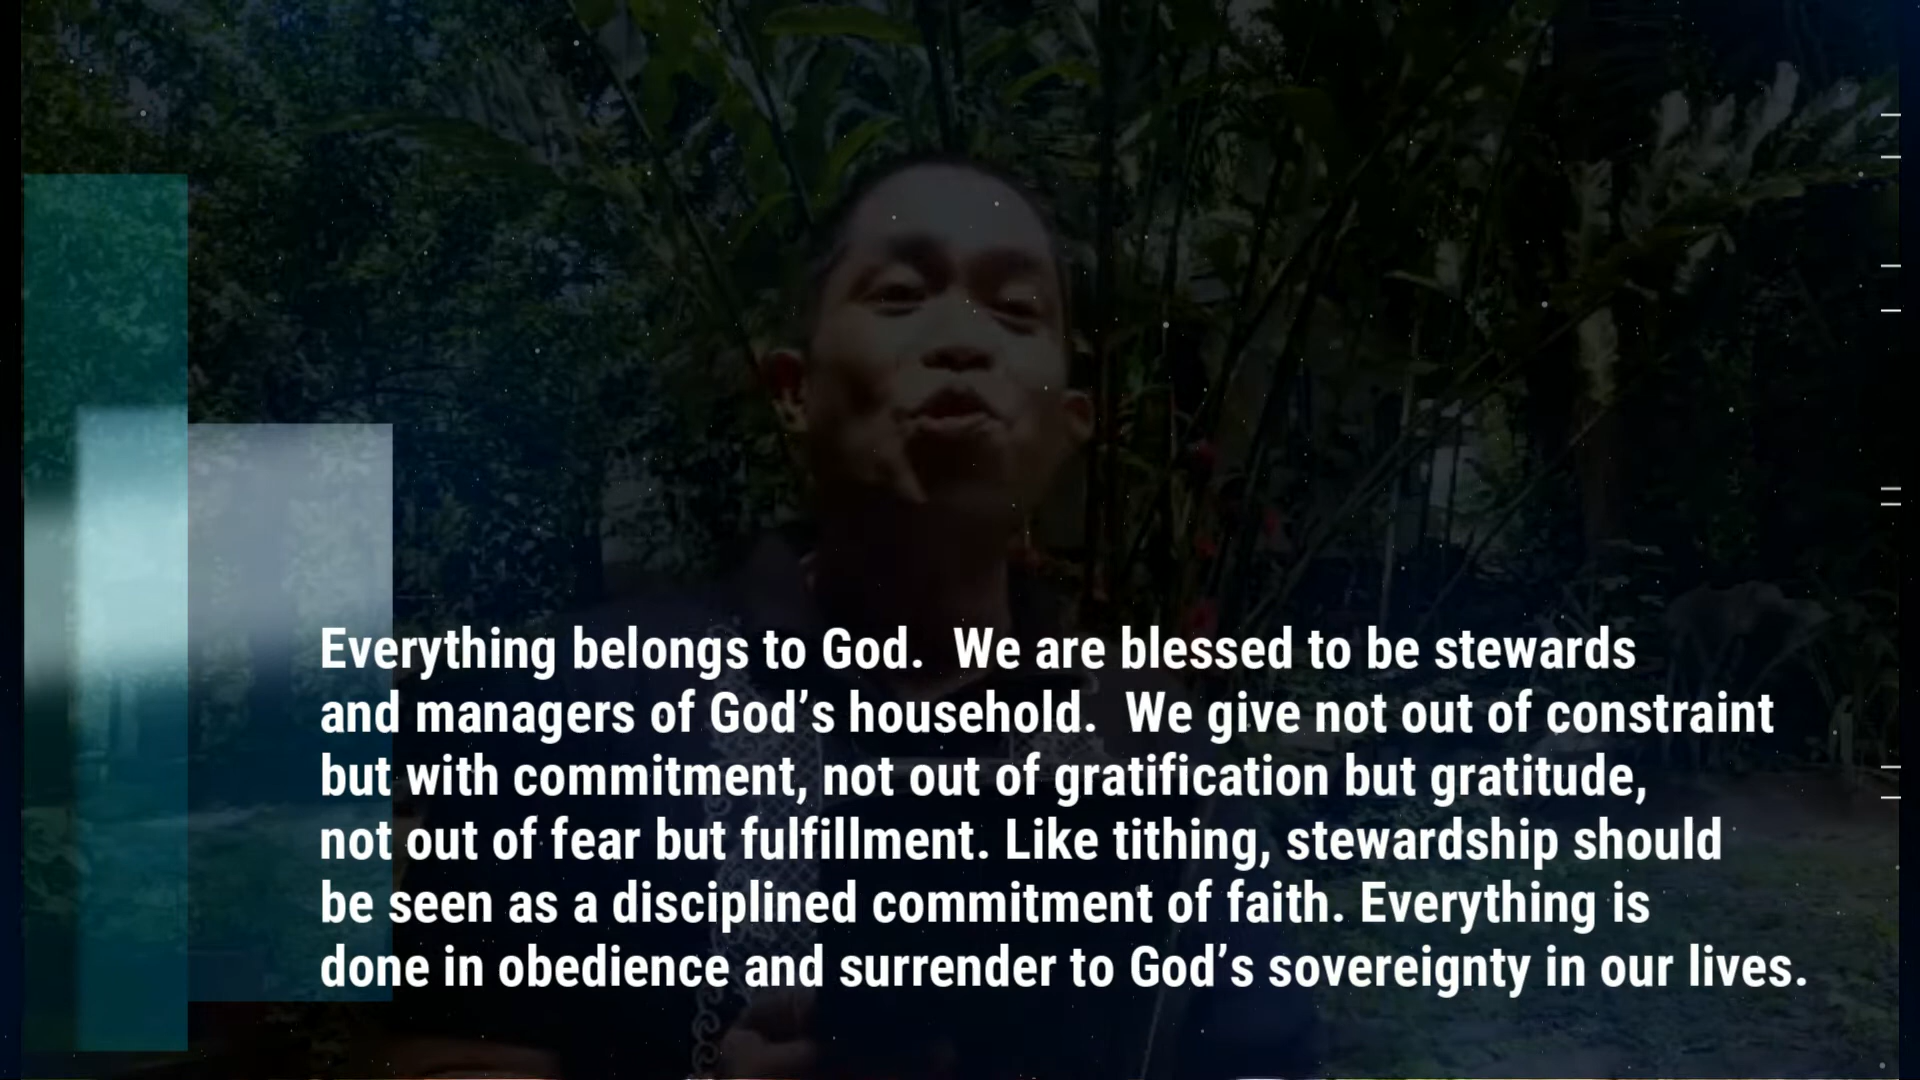 Everything belongs to God.  We are blessed to be stewards
and managers of God’s household.  We give not out of constraint
but with commitment, not out of gratification but gratitude,
not out of fear but fulfillment. Like tithing, stewardship should
be seen as a disciplined commitment of faith. Everything is
done in obedience and surrender to God’s sovereignty in our lives.